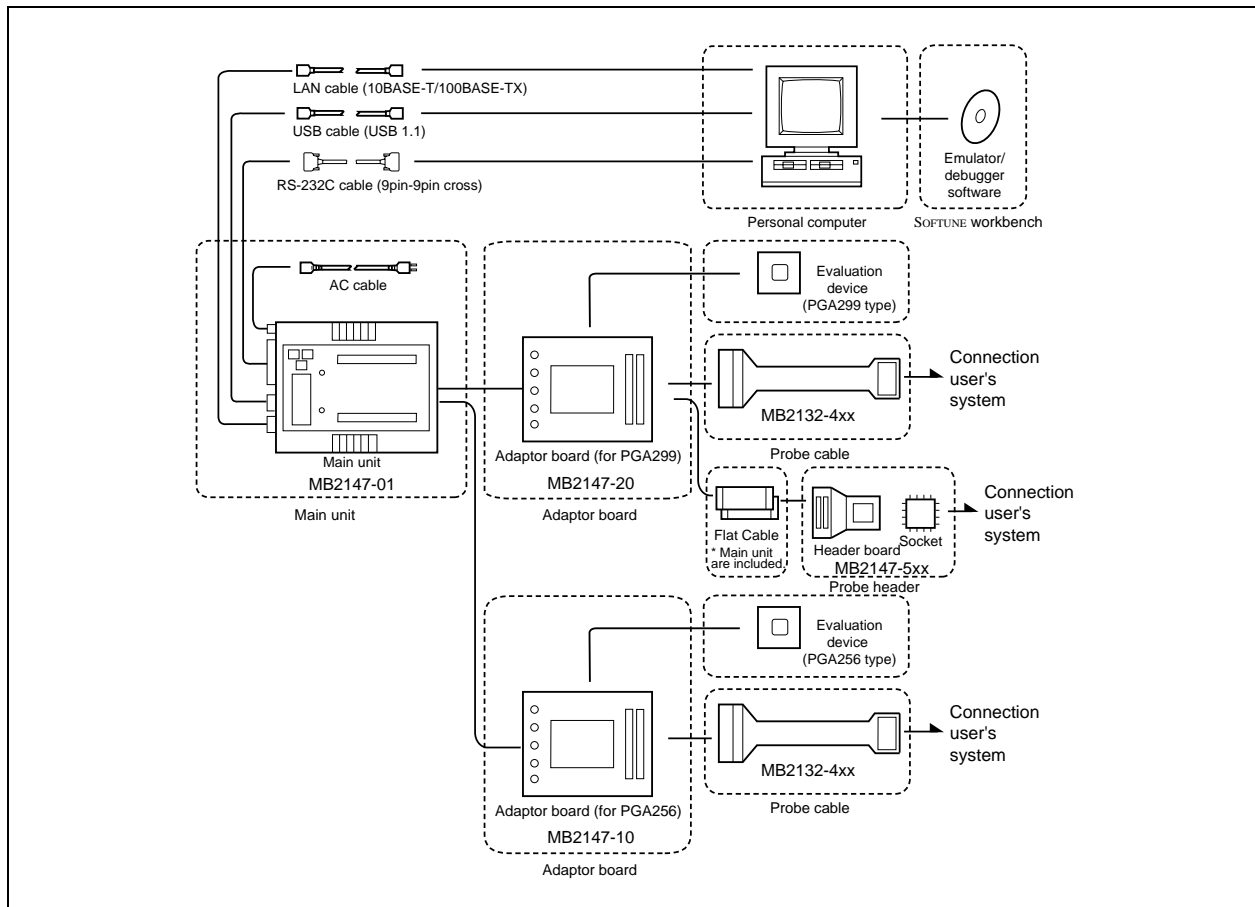 LAN cable (10BASE-T/100BASE-TX)
USB cable (USB 1.1)
RS-232C cable (9pin-9pin cross)
Emulator/
debugger
software
Personal computer
SOFTUNE workbench
AC cable
Main unit
MB2147-01
Main unit
Adaptor board (for PGA299)
MB2147-20
Adaptor board
Evaluation
device
(PGA299 type)
MB2132-4xx
Probe cable
Connection
user's
system
Flat Cable
* Main unit
are included.
Header board
Socket
MB2147-5xx
Probe header
Connection
user's
system
Evaluation
device
(PGA256 type)
Adaptor board (for PGA256)
MB2147-10
Adaptor board
MB2132-4xx
Probe cable
Connection
user's
system